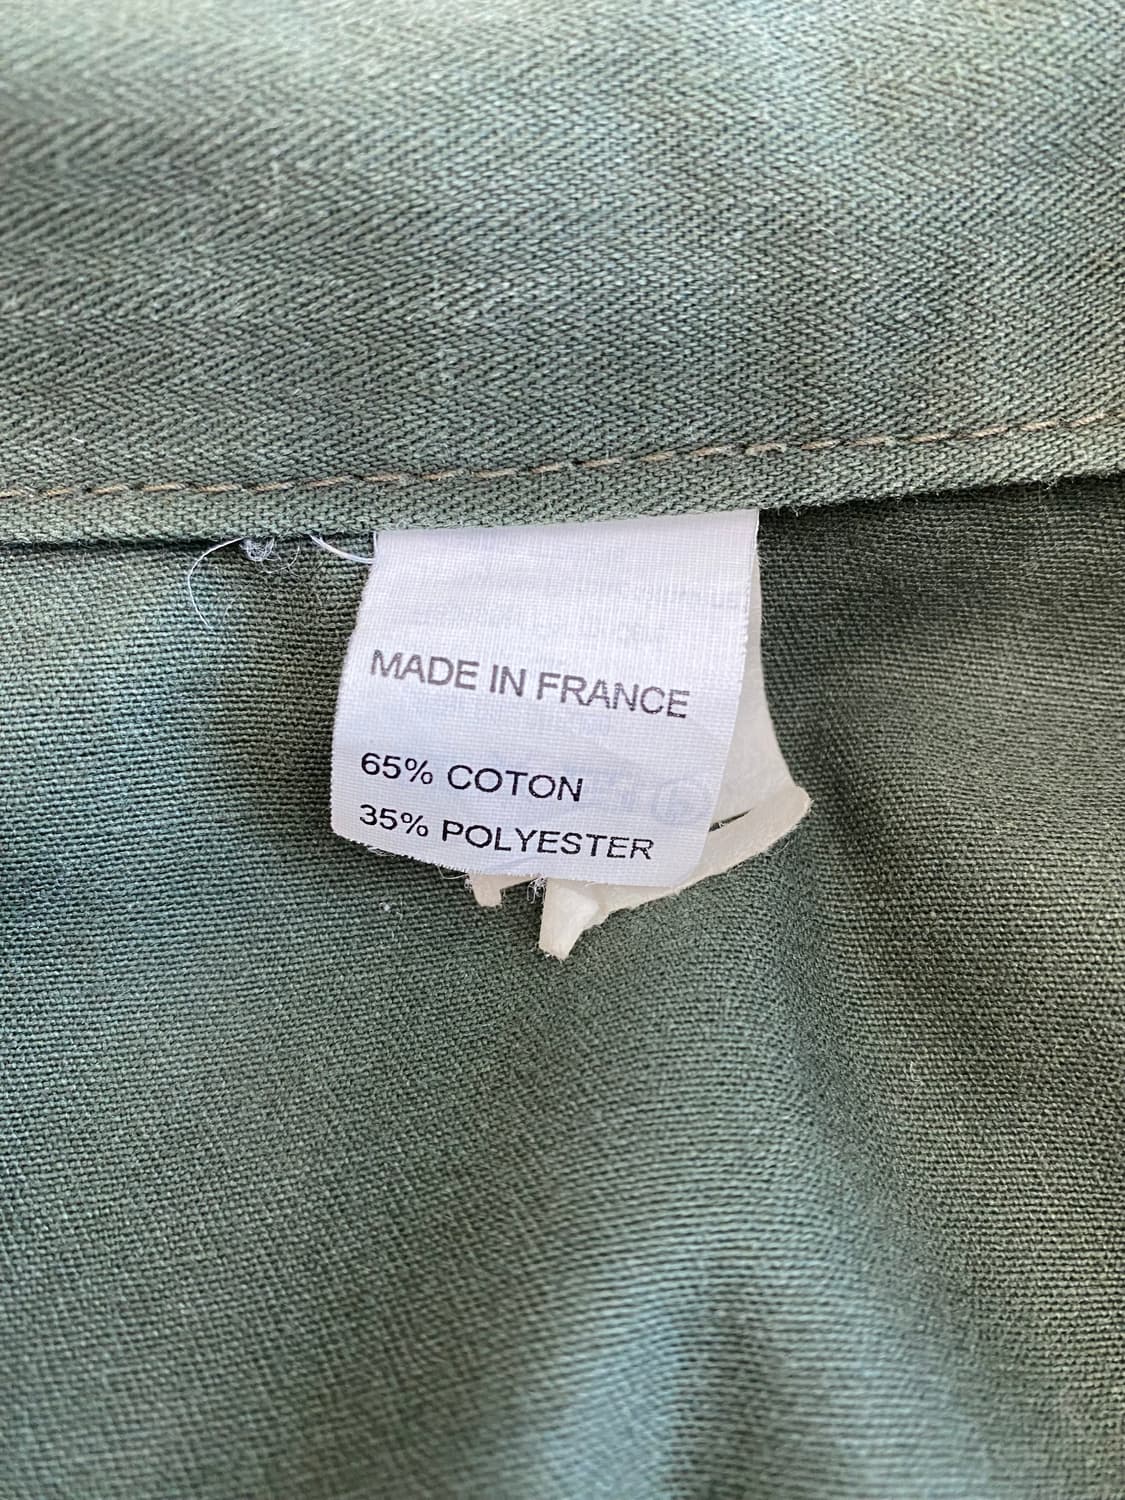 MADE IN FRANCE
65% COTON
35% POLYESTER